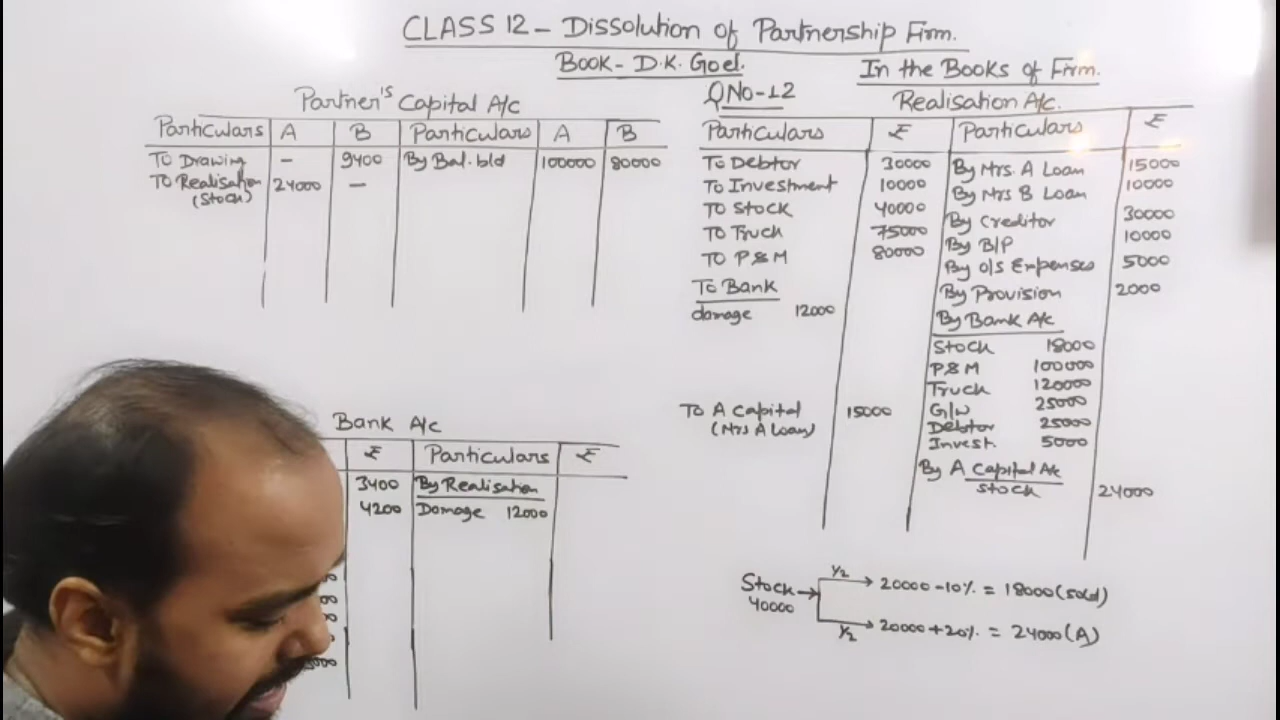 CLASS 12 - Dissolution of Partnership Firm.
Book - D.K. Goel.
In the Books of Firm.
Partner's Capital A/c
Particulars A B Particulars A B
To Drawing - 9400 By Bal. b/d 100000 80000
To Realisation 24000 -
(Stock)
QNo-12
Realisation A/c.
Particulars ₹ Particulars ₹
To Debtor 30000 By Mrs. A Loan 15000
To Investment 10000 By Mrs B Loan 10000
To Stock 40000 By Creditor 30000
To Truck 75000 By B/P 10000
To P&M 80000 By O/S Expenses 5000
To Bank By Provision 2000
damage 12000 By Bank A/c
Stock 18000
P&M 100000
Truck 120000
To A Capital 15000 G/W 25000
(Mrs A Loan) Debtor 25000
Invest. 5000
By A Capital A/c
Stock 24000
Bank A/c
₹ Particulars ₹
3400 By Realisation
4200 Damage 12000
Stock → 1/2 → 20000-10% = 18000 (sold)
40000
1/2 → 20000+20% = 24000 (A)